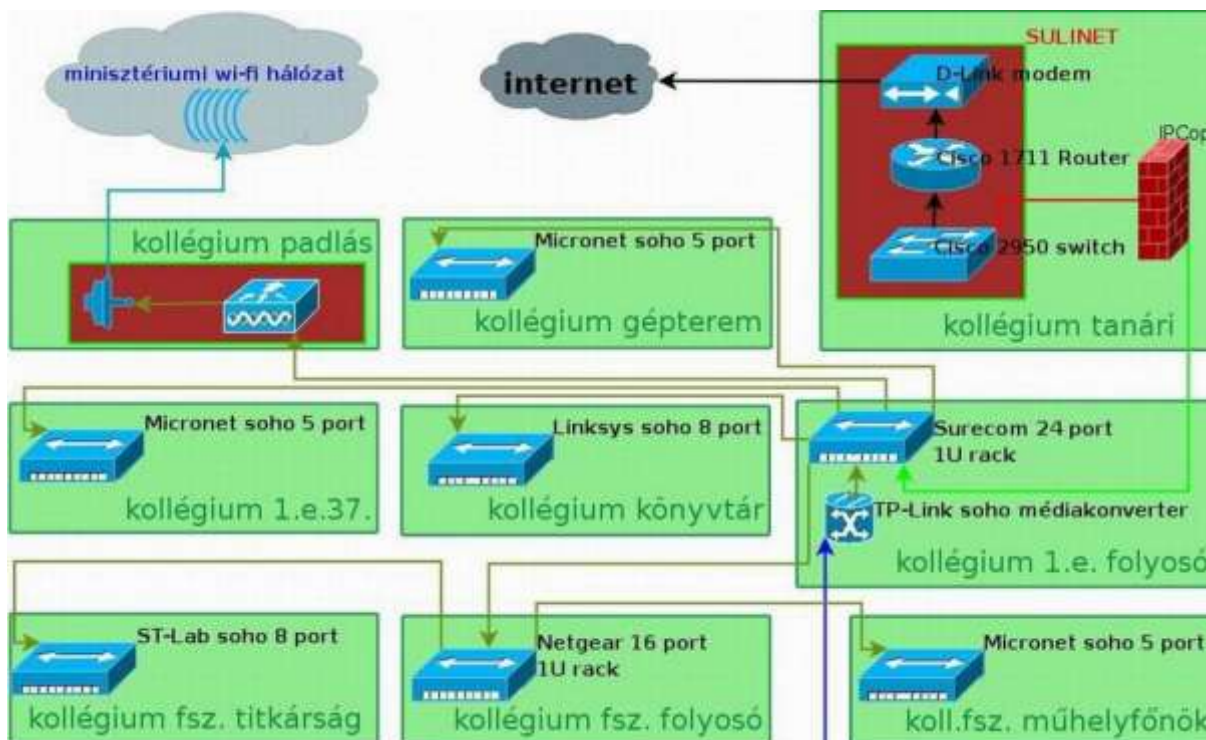 minisztériumi wi-fi hálózat
internet
SULINET
D-Link modem
IPCop
Cisco 1711 Router
Cisco 2950 switch
kollégium tanári
kollégium padlás
Micronet soho 5 port
kollégium gépterem
Micronet soho 5 port
kollégium 1.e.37.
Linksys soho 8 port
kollégium könyvtár
Surecom 24 port
1U rack
TP-Link soho médiakonverter
kollégium 1.e. folyosó
ST-Lab soho 8 port
kollégium fsz. titkárság
Netgear 16 port
1U rack
kollégium fsz. folyosó
Micronet soho 5 port
koll.fsz. műhelyfőnök